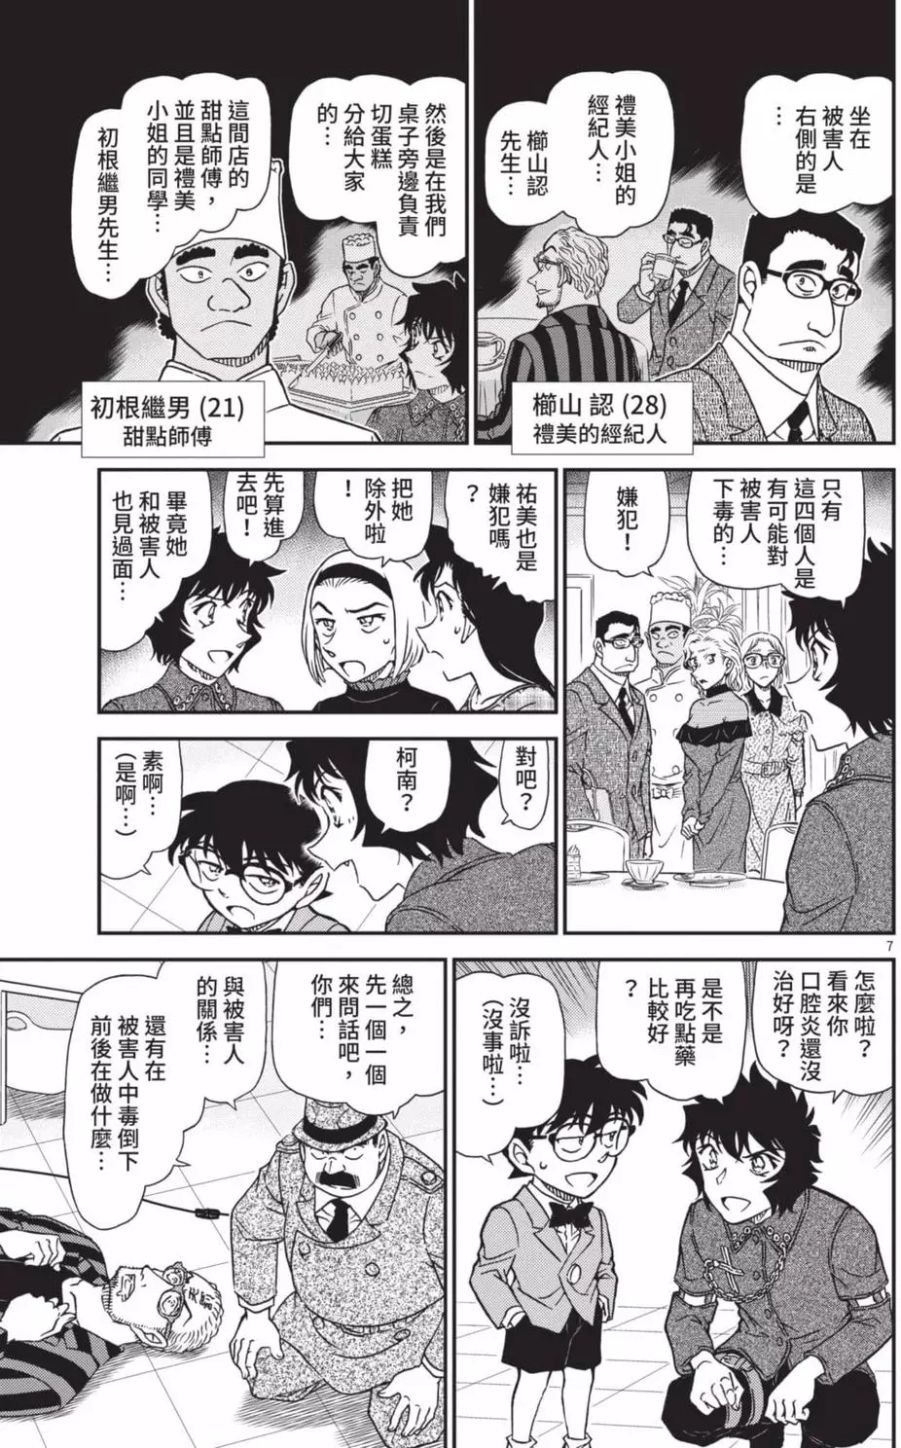 坐在
被害人
右側的是
…
禮美小姐的
經紀人…
櫛山認
先生…
櫛山 認 (28)
禮美的經紀人
然後是在我們
桌子旁邊負責
切蛋糕
分給大家
的…
這間店的
甜點師傅，
並且是禮美
小姐的同學…
初根繼男先生…
初根繼男 (21)
甜點師傅
只有
這四個人是
有可能對
被害人
下毒的…
嫌犯！
祐美也是
嫌犯嗎
？
把她
除外啦
！
先算進
去吧！
畢竟她
和被害人
也見過面…
對吧？
柯南？
素啊…
（是啊…）
7
怎麼啦？
看來你
口腔炎還沒
治好呀？
是不是
再吃點藥
比較好
？
沒訴啦…
（沒事啦…）
總之，
先一個一個
來問話吧，
你們…
與被害人
的關係…
還有在
被害人中毒倒下
前後在做什麼…